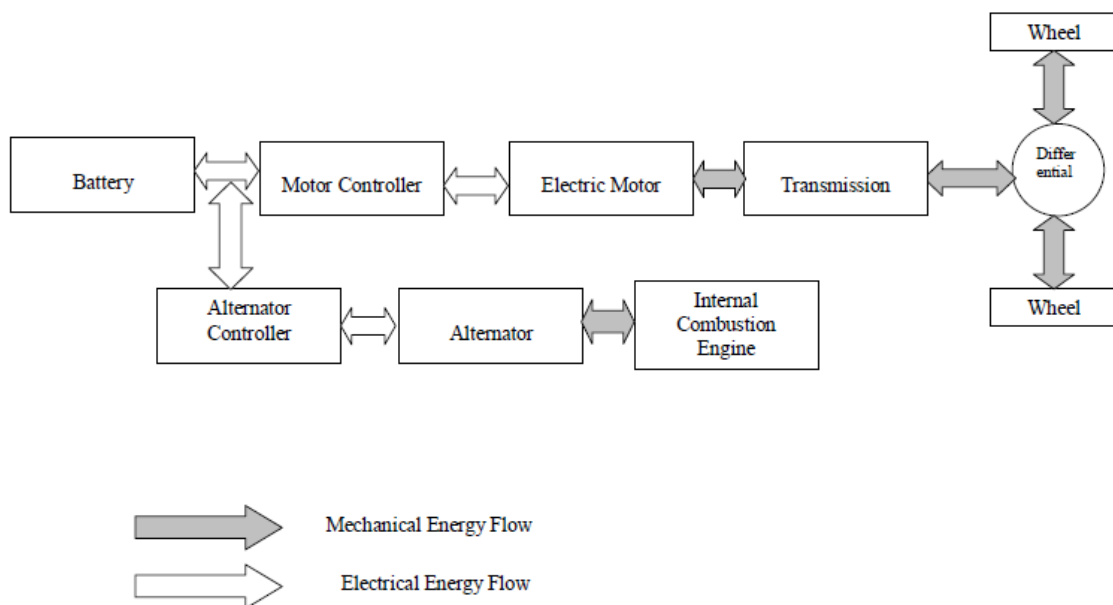 Wheel
Battery
Motor Controller
Electric Motor
Transmission
Differ
ential
Alternator
Controller
Alternator
Internal
Combustion
Engine
Wheel
Mechanical Energy Flow
Electrical Energy Flow